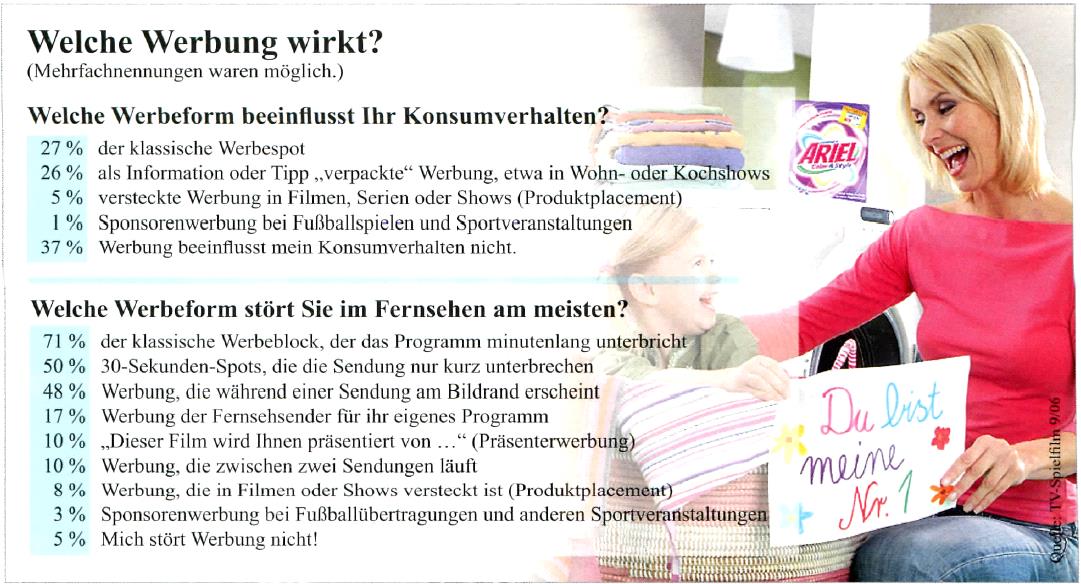 Welche Werbung wirkt?
(Mehrfachnennungen waren möglich.)
Welche Werbeform beeinflusst Ihr Konsumverhalten?
27 % der klassische Werbespot
26 % als Information oder Tipp „verpackte“ Werbung, etwa in Wohn- oder Kochshows
5 % versteckte Werbung in Filmen, Serien oder Shows (Produktplacement)
1 % Sponsorenwerbung bei Fußballspielen und Sportveranstaltungen
37 % Werbung beeinflusst mein Konsumverhalten nicht.
Welche Werbeform stört Sie im Fernsehen am meisten?
71 % der klassische Werbeblock, der das Programm minutenlang unterbricht
50 % 30-Sekunden-Spots, die die Sendung nur kurz unterbrechen
48 % Werbung, die während einer Sendung am Bildrand erscheint
17 % Werbung der Fernsehsender für ihr eigenes Programm
10 % „Dieser Film wird Ihnen präsentiert von …“ (Präsenterwerbung)
10 % Werbung, die zwischen zwei Sendungen läuft
8 % Werbung, die in Filmen oder Shows versteckt ist (Produktplacement)
3 % Sponsorenwerbung bei Fußballübertragungen und anderen Sportveranstaltungen
5 % Mich stört Werbung nicht!
ARIEL
Color & Style
Du bist
meine
Nr. 1
Quelle: TV-Spielfilm 9/06